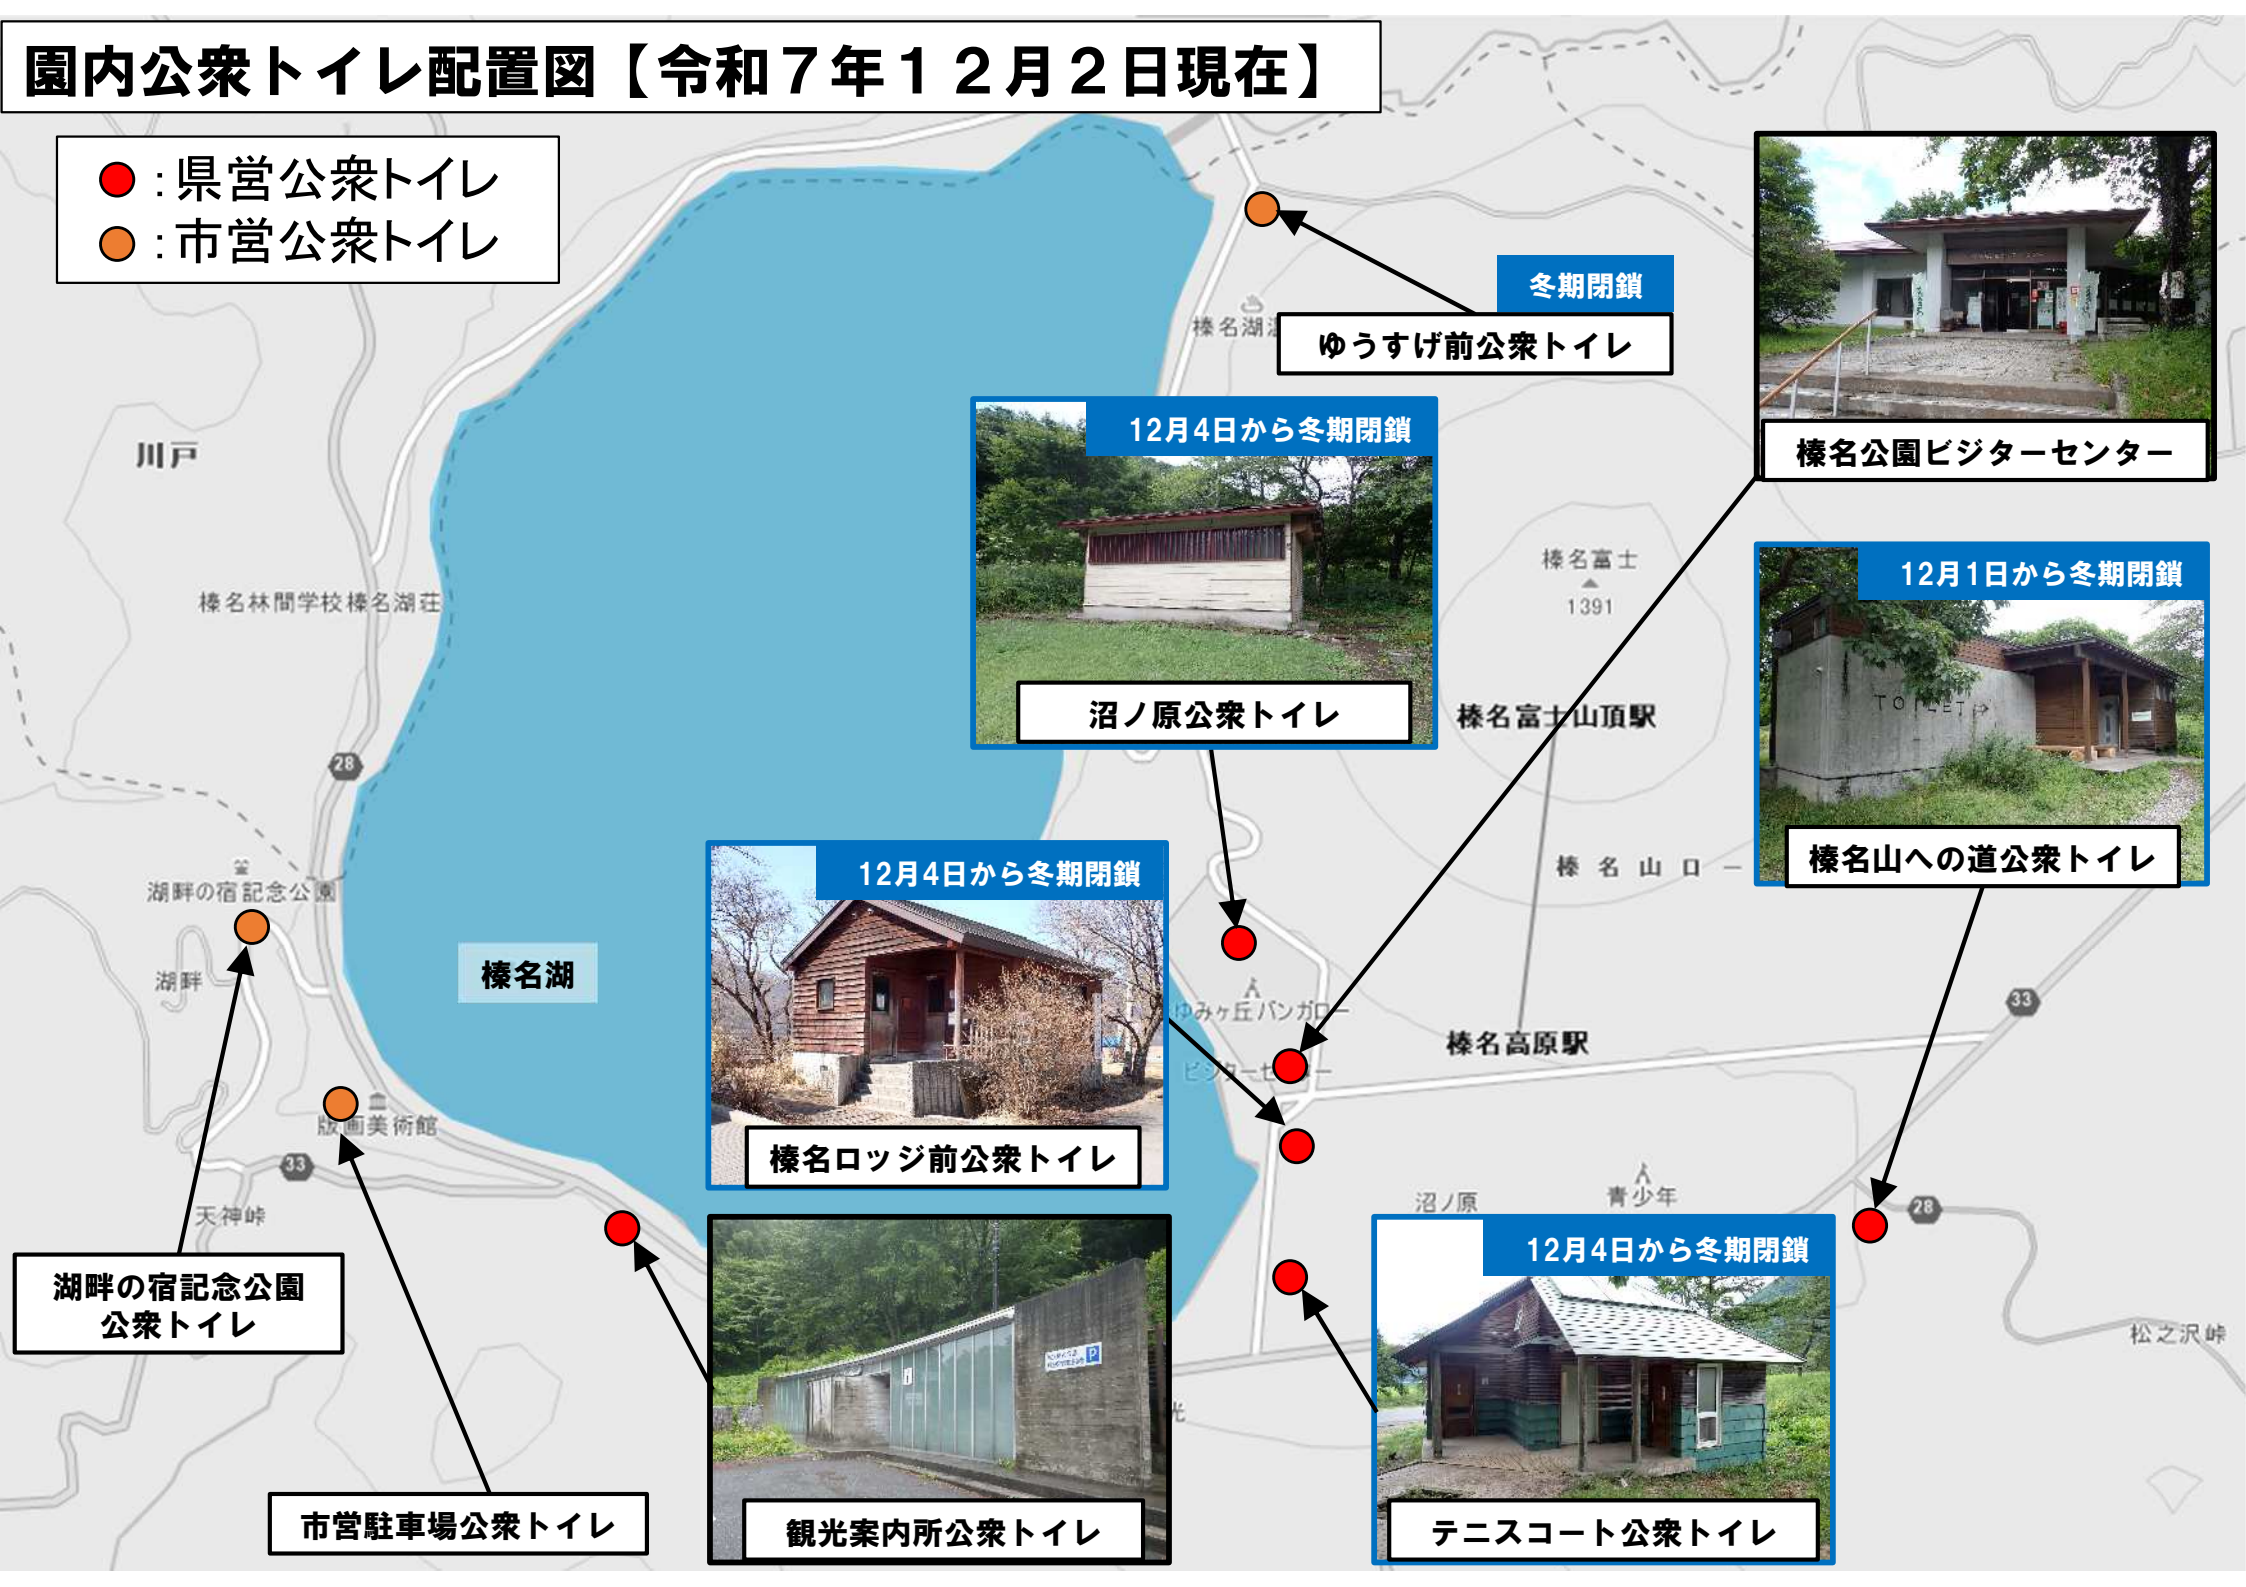 園内公衆トイレ配置図【令和７年１２月２日現在】
●：県営公衆トイレ
●：市営公衆トイレ
冬期閉鎖
ゆうすげ前公衆トイレ
榛名湖
榛名公園ビジターセンター
12月4日から冬期閉鎖
沼ノ原公衆トイレ
川戸
榛名林間学校榛名湖荘
榛名富士
1391
榛名富士山頂駅
12月1日から冬期閉鎖
TOILET
榛名山への道公衆トイレ
28
榛名山ロー
湖畔の宿記念公園
湖畔
榛名湖
12月4日から冬期閉鎖
榛名ロッジ前公衆トイレ
ゆみヶ丘バンガロー
ビジターセンター
榛名高原駅
33
版画美術館
33
天神峠
沼ノ原
青少年
28
松之沢峠
湖畔の宿記念公園
公衆トイレ
市営駐車場公衆トイレ
P
観光案内所公衆トイレ
光
12月4日から冬期閉鎖
テニスコート公衆トイレ